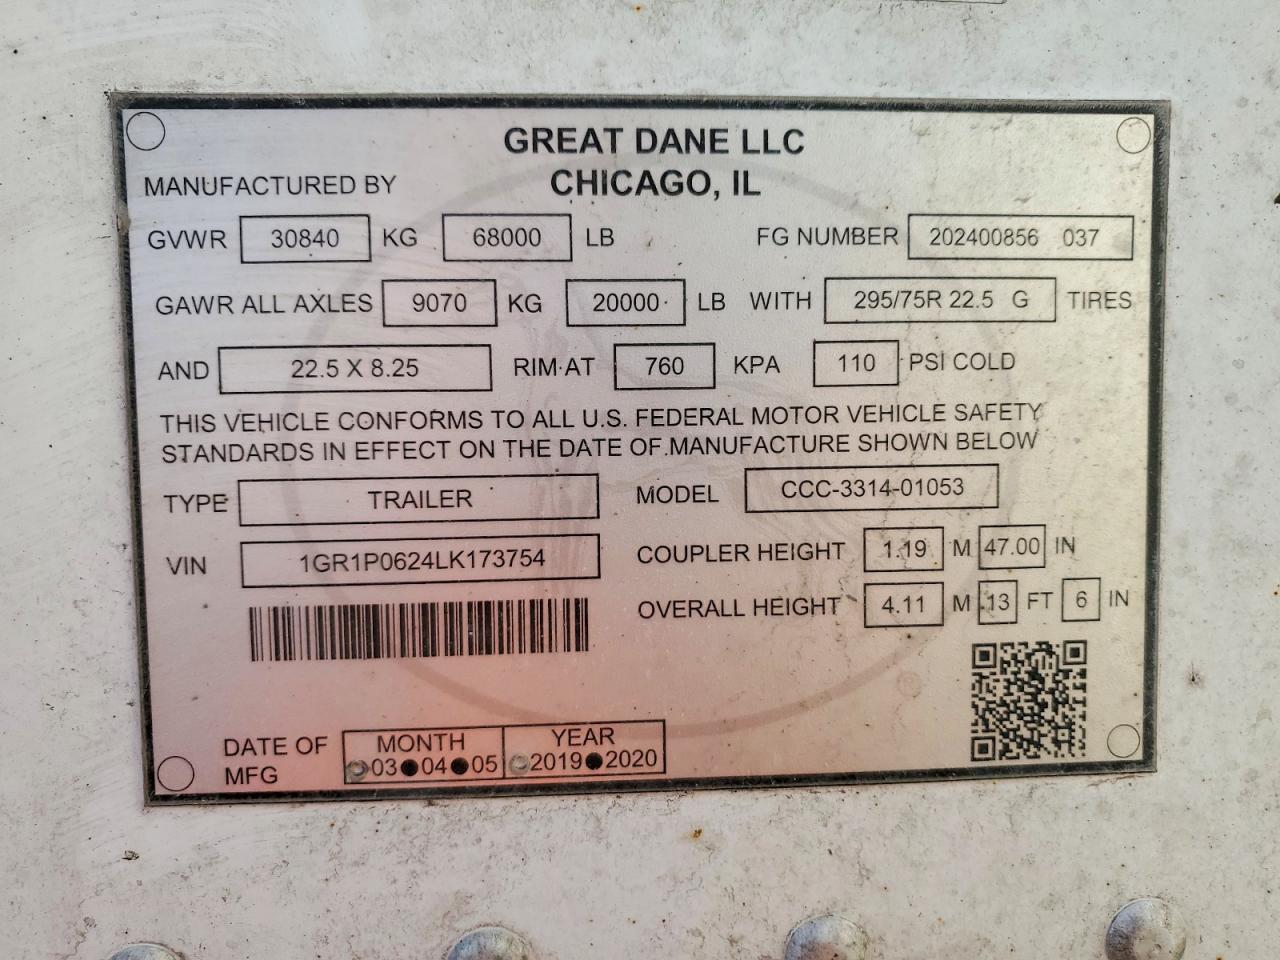 GREAT DANE LLC
MANUFACTURED BY CHICAGO, IL
GVWR 30840 KG 68000 LB FG NUMBER 202400856 037
GAWR ALL AXLES 9070 KG 20000 LB WITH 295/75R 22.5 G TIRES
AND 22.5 X 8.25 RIM AT 760 KPA 110 PSI COLD
THIS VEHICLE CONFORMS TO ALL U.S. FEDERAL MOTOR VEHICLE SAFETY
STANDARDS IN EFFECT ON THE DATE OF MANUFACTURE SHOWN BELOW
TYPE TRAILER MODEL CCC-3314-01053
VIN 1GR1P0624LK173754 COUPLER HEIGHT 1.19 M 47.00 IN
OVERALL HEIGHT 4.11 M 13 FT 6 IN
DATE OF MFG MONTH YEAR
03 04 05 2019 2020